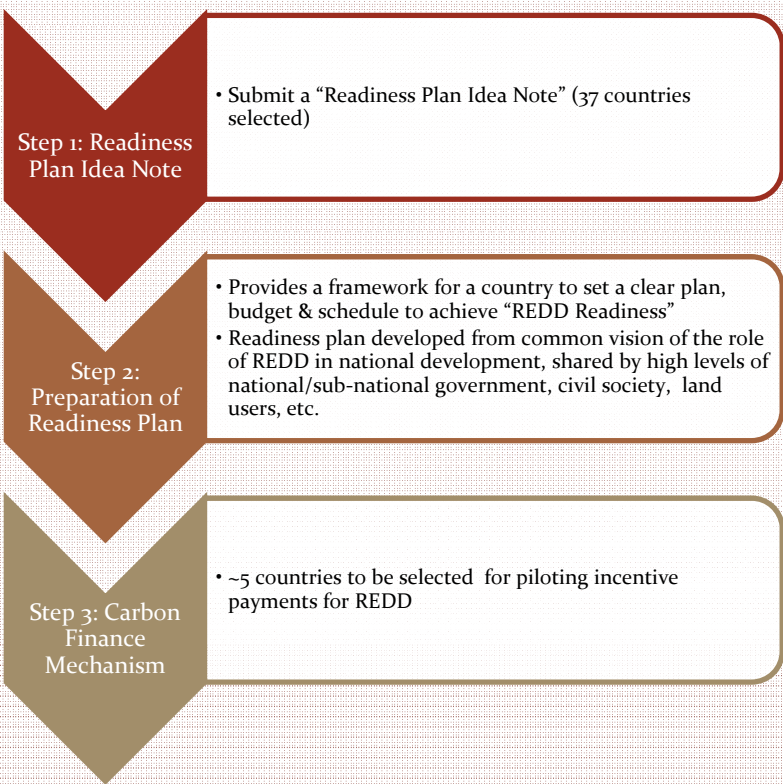 Step 1: Readiness
Plan Idea Note
• Submit a “Readiness Plan Idea Note” (37 countries
selected)
Step 2:
Preparation of
Readiness Plan
• Provides a framework for a country to set a clear plan,
budget & schedule to achieve “REDD Readiness”
• Readiness plan developed from common vision of the role
of REDD in national development, shared by high levels of
national/sub-national government, civil society, land
users, etc.
Step 3: Carbon
Finance
Mechanism
• ~5 countries to be selected for piloting incentive
payments for REDD